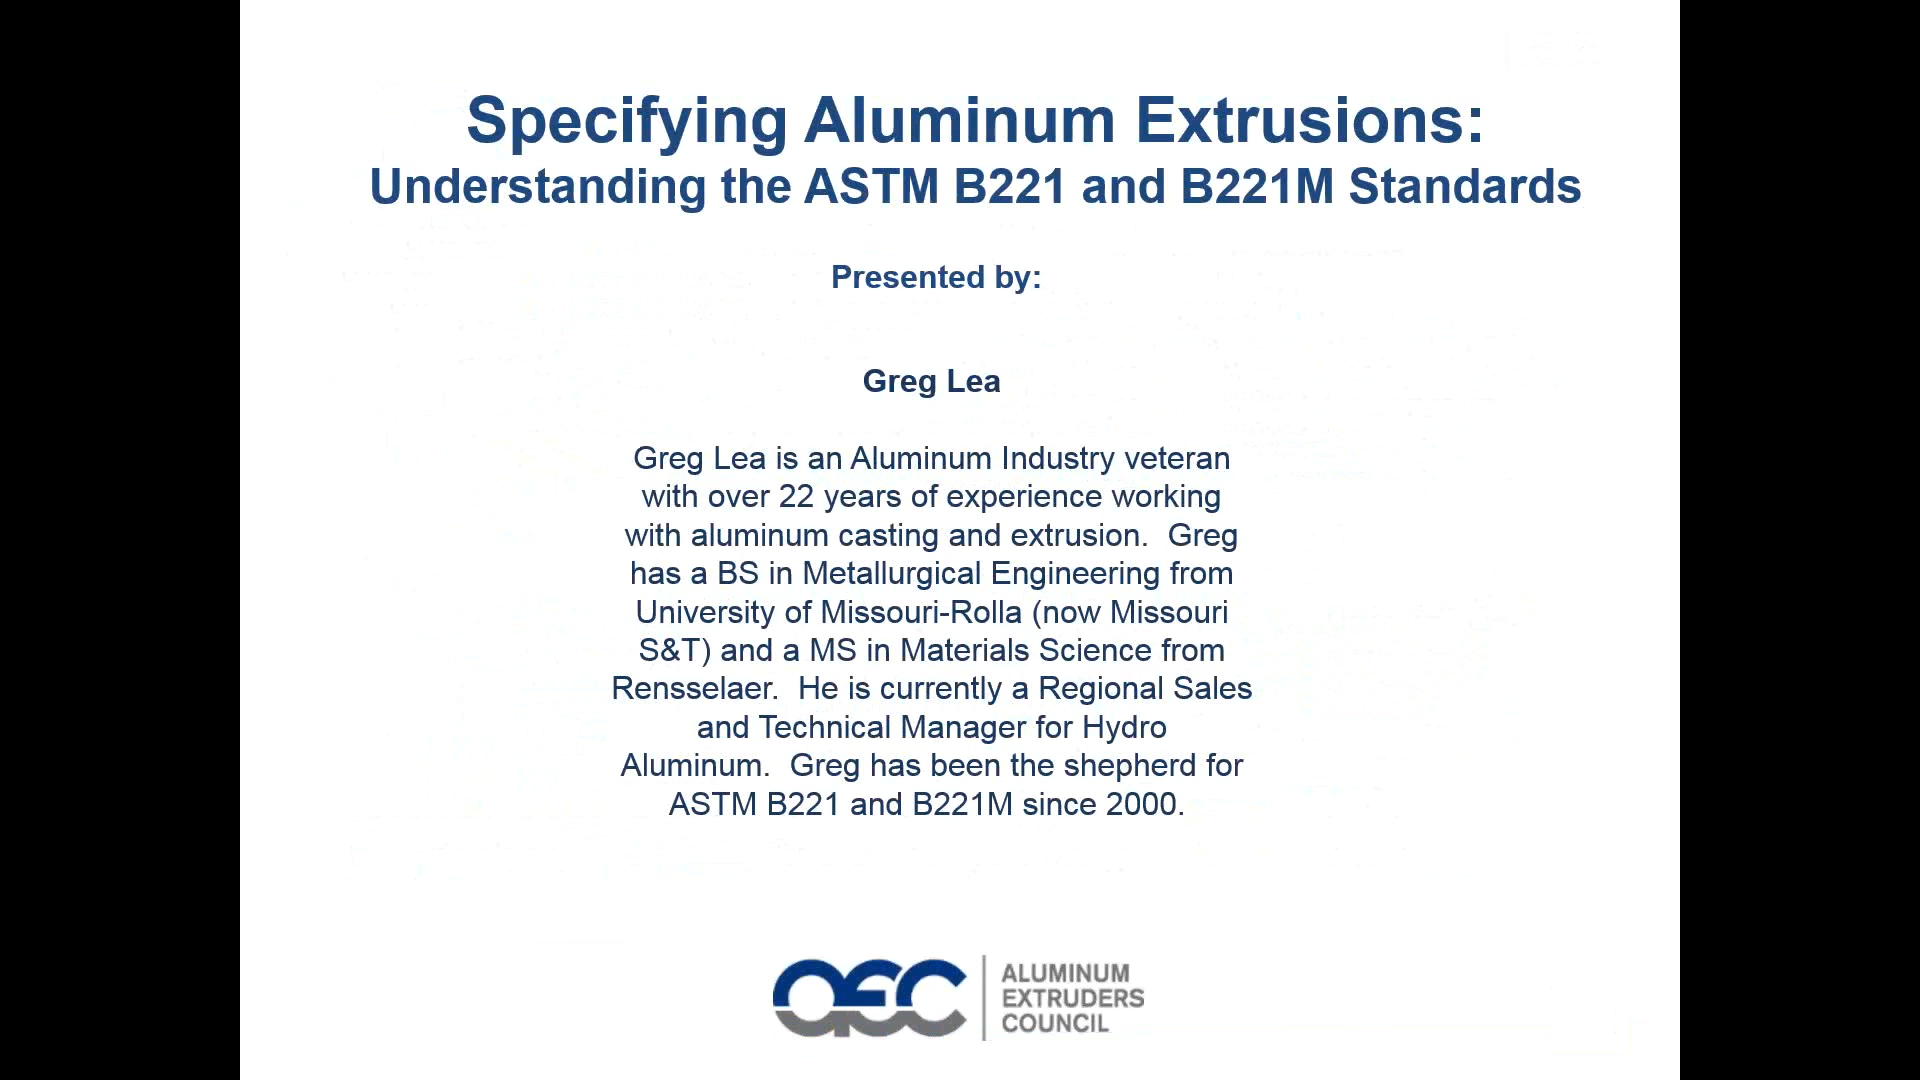 Specifying Aluminum Extrusions:
Understanding the ASTM B221 and B221M Standards
Presented by:
Greg Lea
Greg Lea is an Aluminum Industry veteran
with over 22 years of experience working
with aluminum casting and extrusion.  Greg
has a BS in Metallurgical Engineering from
University of Missouri-Rolla (now Missouri
S&T) and a MS in Materials Science from
Rensselaer.  He is currently a Regional Sales
and Technical Manager for Hydro
Aluminum.  Greg has been the shepherd for
ASTM B221 and B221M since 2000.
AEC
ALUMINUM
EXTRUDERS
COUNCIL